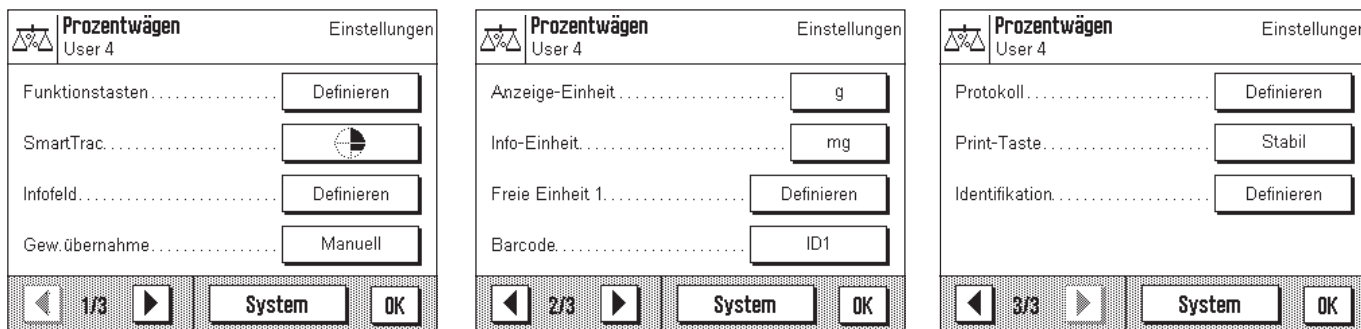 Prozentwägen
User 4
Einstellungen
Funktionstasten................ Definieren
SmartTrac......................
Infofeld......................... Definieren
Gew.übernahme............... Manuell
1/3
System
OK
Prozentwägen
User 4
Einstellungen
Anzeige-Einheit...................... g
Info-Einheit........................... mg
Freie Einheit 1.................. Definieren
Barcode........................ ID1
2/3
System
OK
Prozentwägen
User 4
Einstellungen
Protokoll........................ Definieren
Print-Taste...................... Stabil
Identifikation.................... Definieren
3/3
System
OK